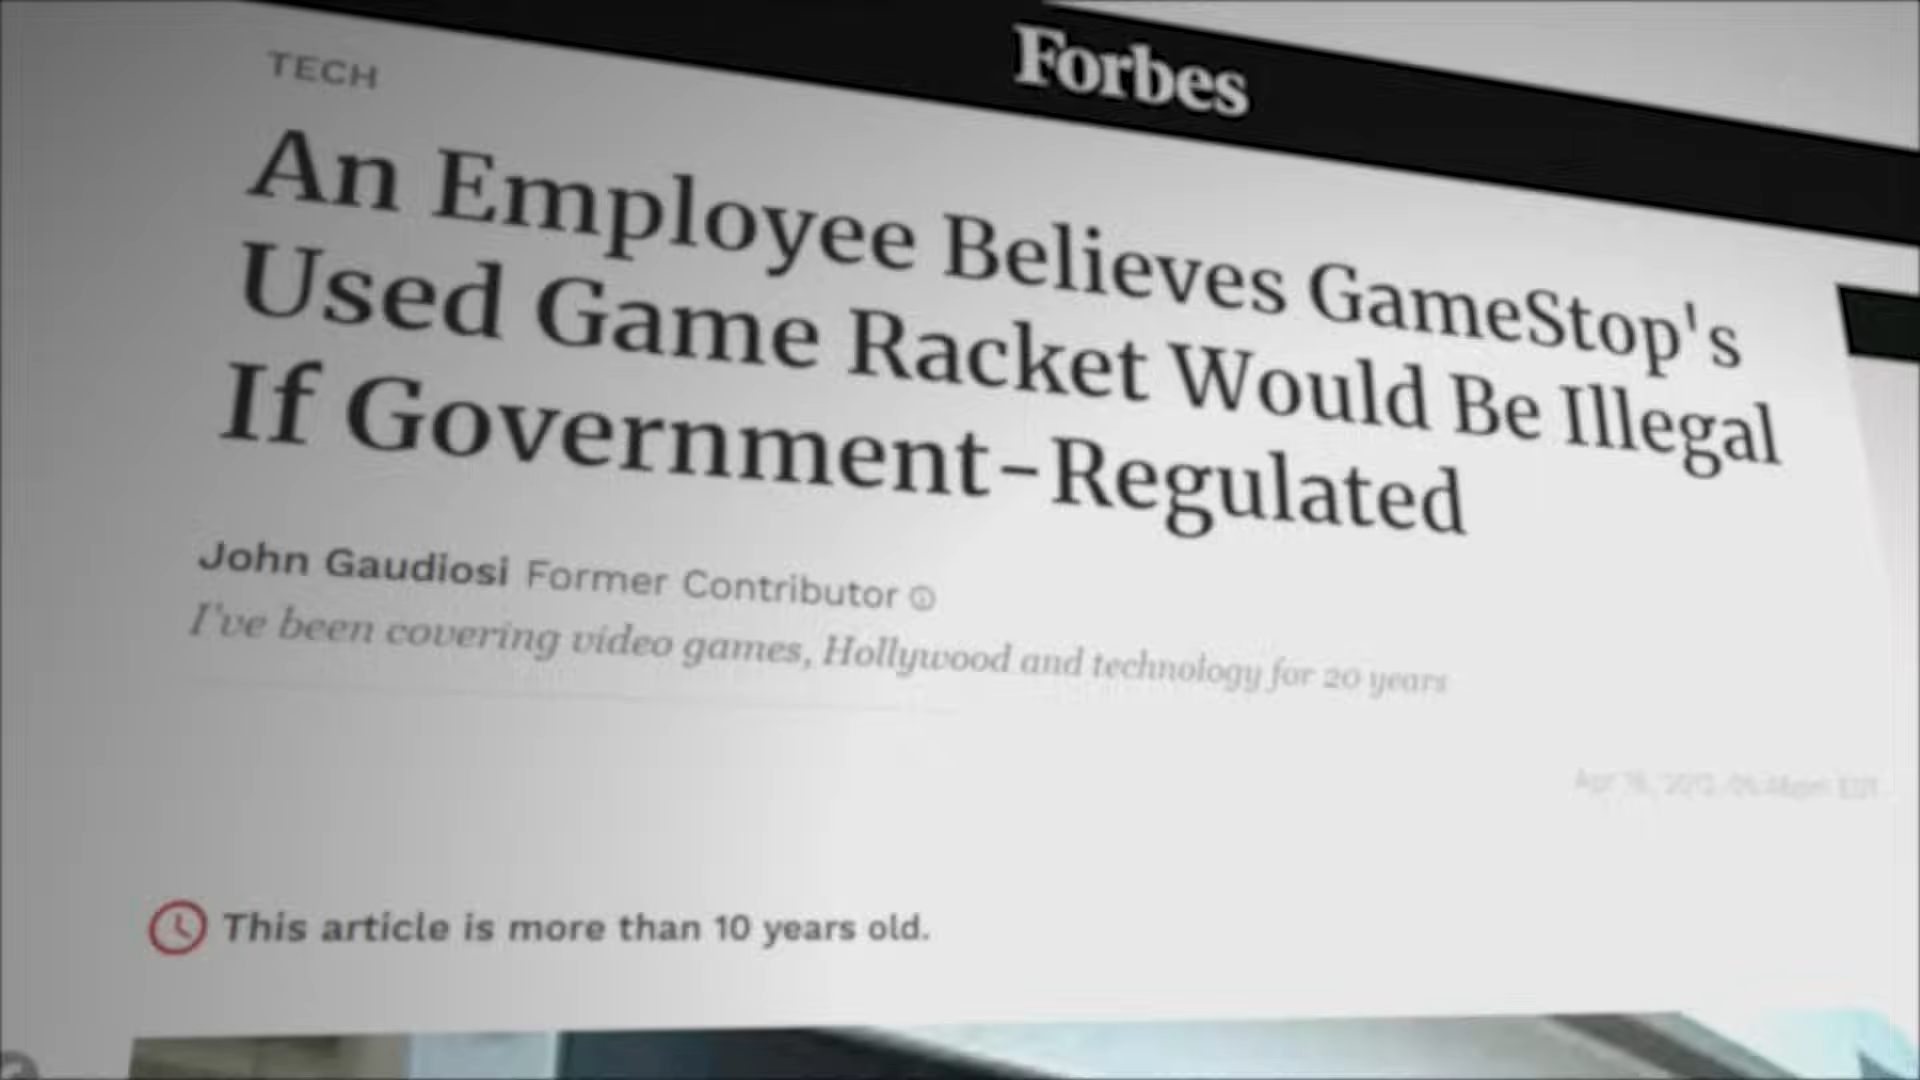 Forbes
TECH
An Employee Believes GameStop's
Used Game Racket Would Be Illegal
If Government-Regulated
John Gaudiosi Former Contributor
I've been covering video games, Hollywood and technology for 20 years
This article is more than 10 years old.